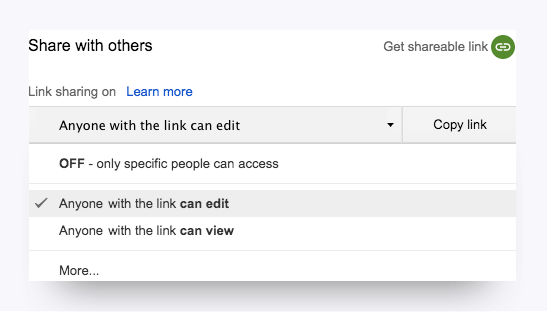 Share with others
Get shareable link
Link sharing on Learn more
Anyone with the link can edit
Copy link
OFF - only specific people can access
Anyone with the link can edit
Anyone with the link can view
More...